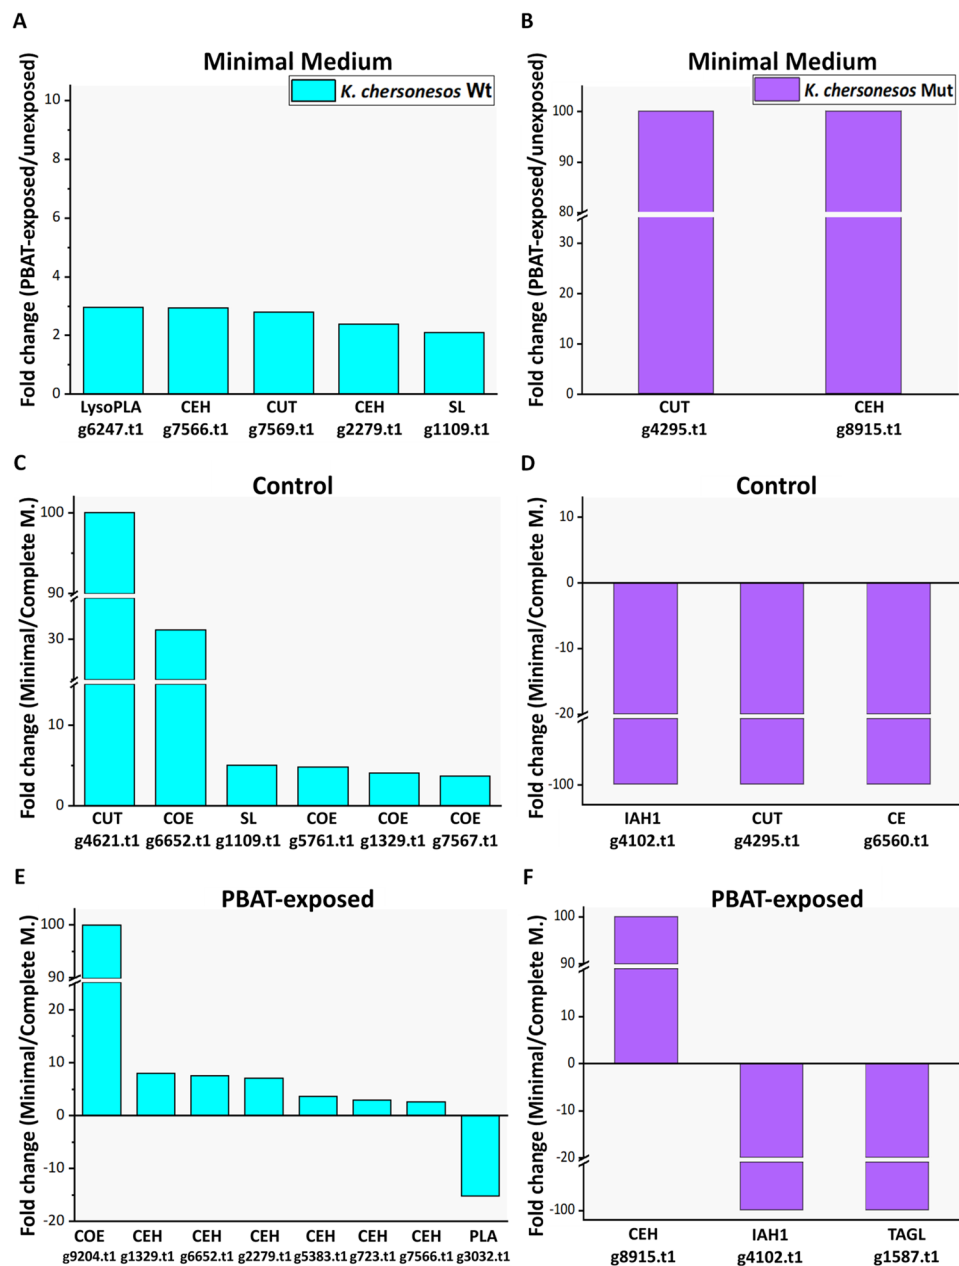 A
Minimal Medium
K. chersonesos Wt
Fold change (PBAT-exposed/unexposed)
10
8
6
4
2
0
LysoPLA CEH CUT CEH SL
g6247.t1 g7566.t1 g7569.t1 g2279.t1 g1109.t1
B
Minimal Medium
K. chersonesos Mut
Fold change (PBAT-exposed/unexposed)
100
90
80
30
20
10
0
CUT CEH
g4295.t1 g8915.t1
C
Control
Fold change (Minimal/Complete M.)
100
90
30
10
0
CUT COE SL COE COE COE
g4621.t1 g6652.t1 g1109.t1 g5761.t1 g1329.t1 g7567.t1
D
Control
Fold change (Minimal/Complete M.)
10
0
-10
-20
-100
IAH1 CUT CE
g4102.t1 g4295.t1 g6560.t1
E
PBAT-exposed
Fold change (Minimal/Complete M.)
100
90
20
10
0
-10
-20
COE CEH CEH CEH CEH CEH CEH PLA
g9204.t1 g1329.t1 g6652.t1 g2279.t1 g5383.t1 g723.t1 g7566.t1 g3032.t1
F
PBAT-exposed
Fold change (Minimal/Complete M.)
100
90
10
0
-10
-20
-100
CEH IAH1 TAGL
g8915.t1 g4102.t1 g1587.t1